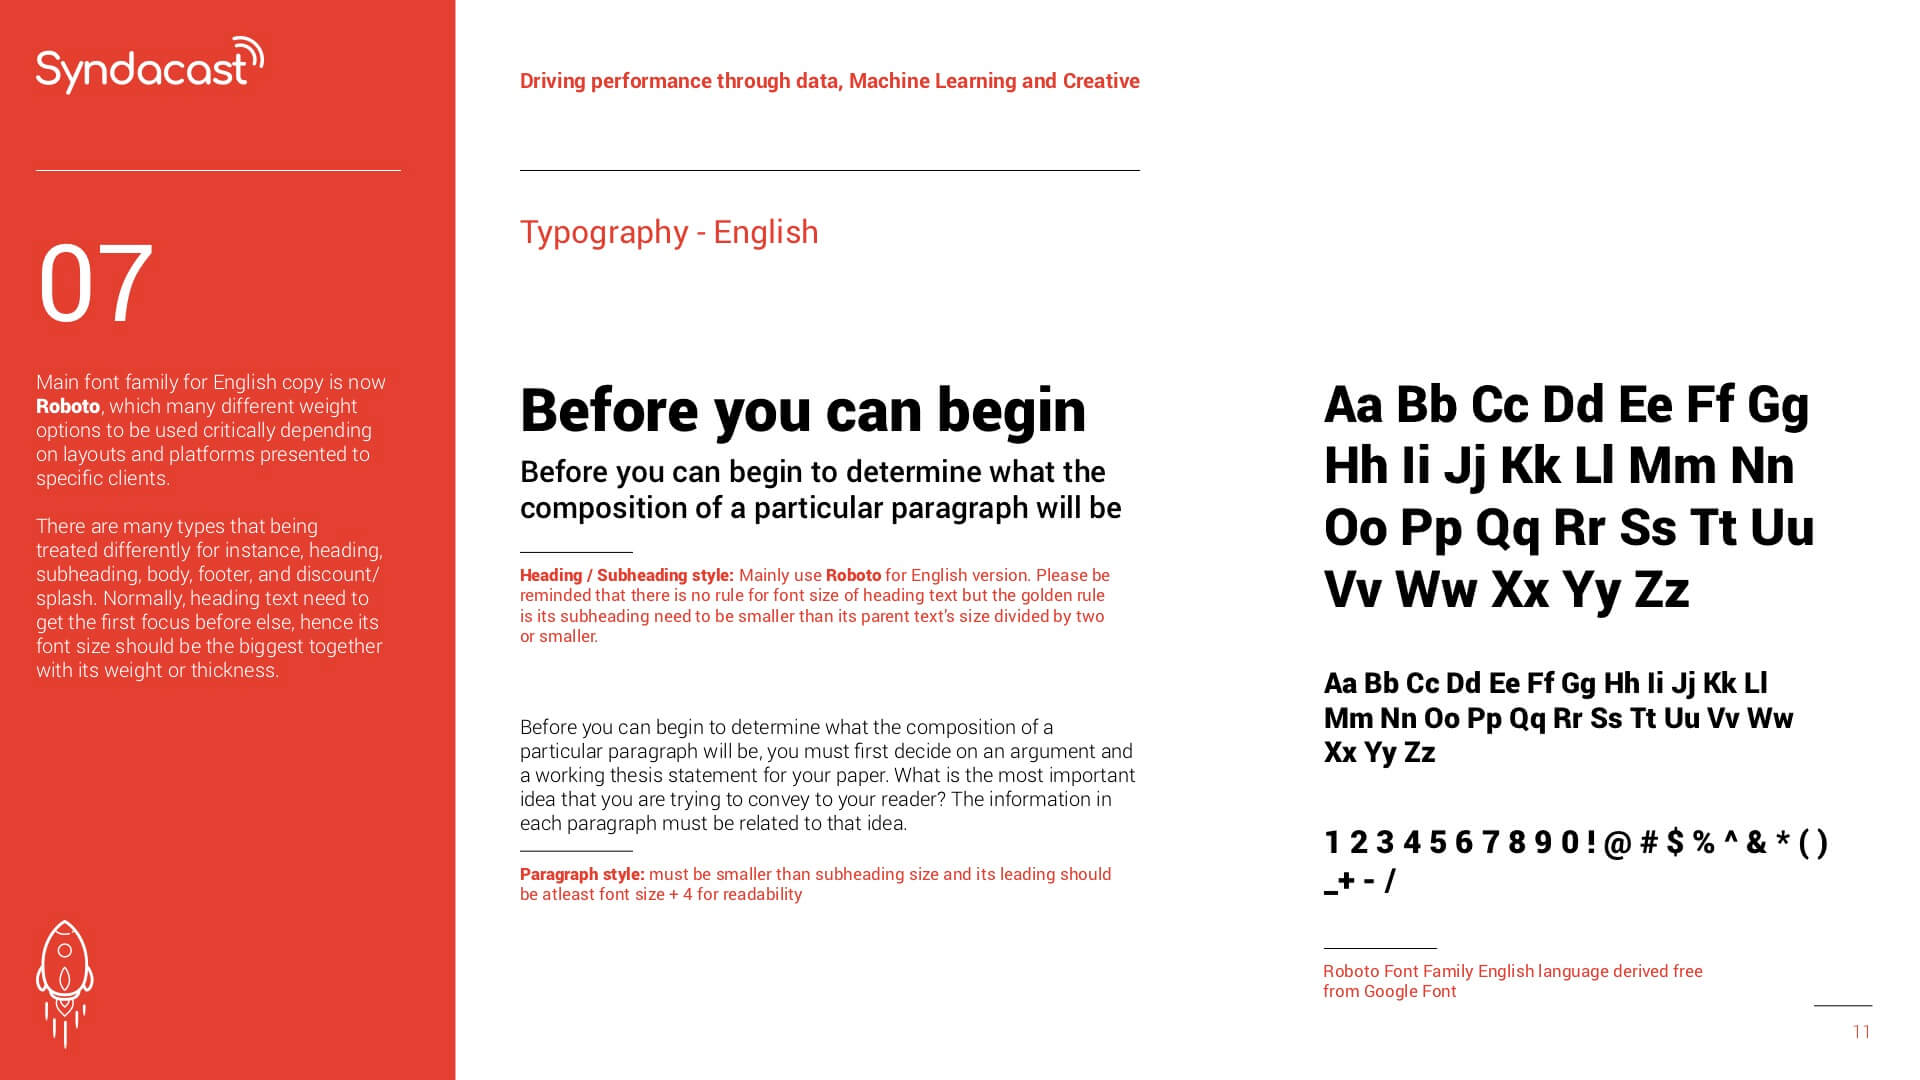 Syndacast
07
Main font family for English copy is now
Roboto, which many different weight
options to be used critically depending
on layouts and platforms presented to
specific clients.
There are many types that being
treated differently for instance, heading,
subheading, body, footer, and discount/
splash. Normally, heading text need to
get the first focus before else, hence its
font size should be the biggest together
with its weight or thickness.
Driving performance through data, Machine Learning and Creative
Typography - English
Before you can begin
Before you can begin to determine what the
composition of a particular paragraph will be
Heading / Subheading style: Mainly use Roboto for English version. Please be
reminded that there is no rule for font size of heading text but the golden rule
is its subheading need to be smaller than its parent text's size divided by two
or smaller.
Before you can begin to determine what the composition of a
particular paragraph will be, you must first decide on an argument and
a working thesis statement for your paper. What is the most important
idea that you are trying to convey to your reader? The information in
each paragraph must be related to that idea.
Paragraph style: must be smaller than subheading size and its leading should
be atleast font size + 4 for readability
Aa Bb Cc Dd Ee Ff Gg
Hh Ii Jj Kk Ll Mm Nn
Oo Pp Qq Rr Ss Tt Uu
Vv Ww Xx Yy Zz
Aa Bb Cc Dd Ee Ff Gg Hh Ii Jj Kk Ll
Mm Nn Oo Pp Qq Rr Ss Tt Uu Vv Ww
Xx Yy Zz
1 2 3 4 5 6 7 8 9 0 ! @ # $ % ^ & * ( )
_+ - /
Roboto Font Family English language derived free
from Google Font
11